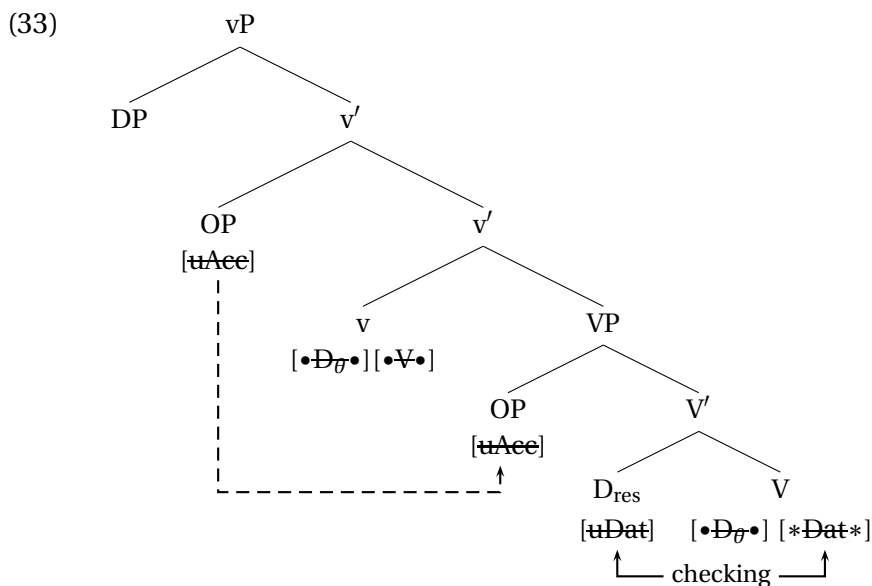 (33) vP
DP v′
OP v′
[uAcc]
v VP
[•D_θ•] [•V•]
OP V′
[uAcc]
D_res V
[uDat] [•D_θ•] [∗Dat∗]
checking